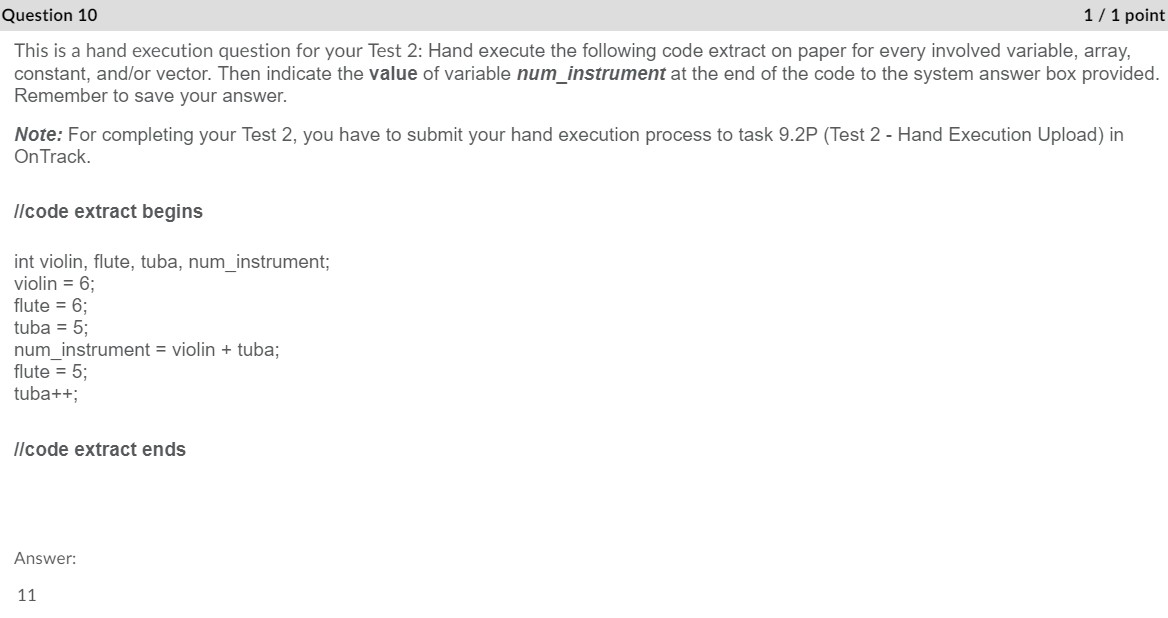 Question 10
1 / 1 point
This is a hand execution question for your Test 2: Hand execute the following code extract on paper for every involved variable, array,
constant, and/or vector. Then indicate the value of variable num_instrument at the end of the code to the system answer box provided.
Remember to save your answer.
Note: For completing your Test 2, you have to submit your hand execution process to task 9.2P (Test 2 - Hand Execution Upload) in
OnTrack.
//code extract begins
int violin, flute, tuba, num_instrument;
violin = 6;
flute = 6;
tuba = 5;
num_instrument = violin + tuba;
flute = 5;
tuba++;
//code extract ends
Answer:
11